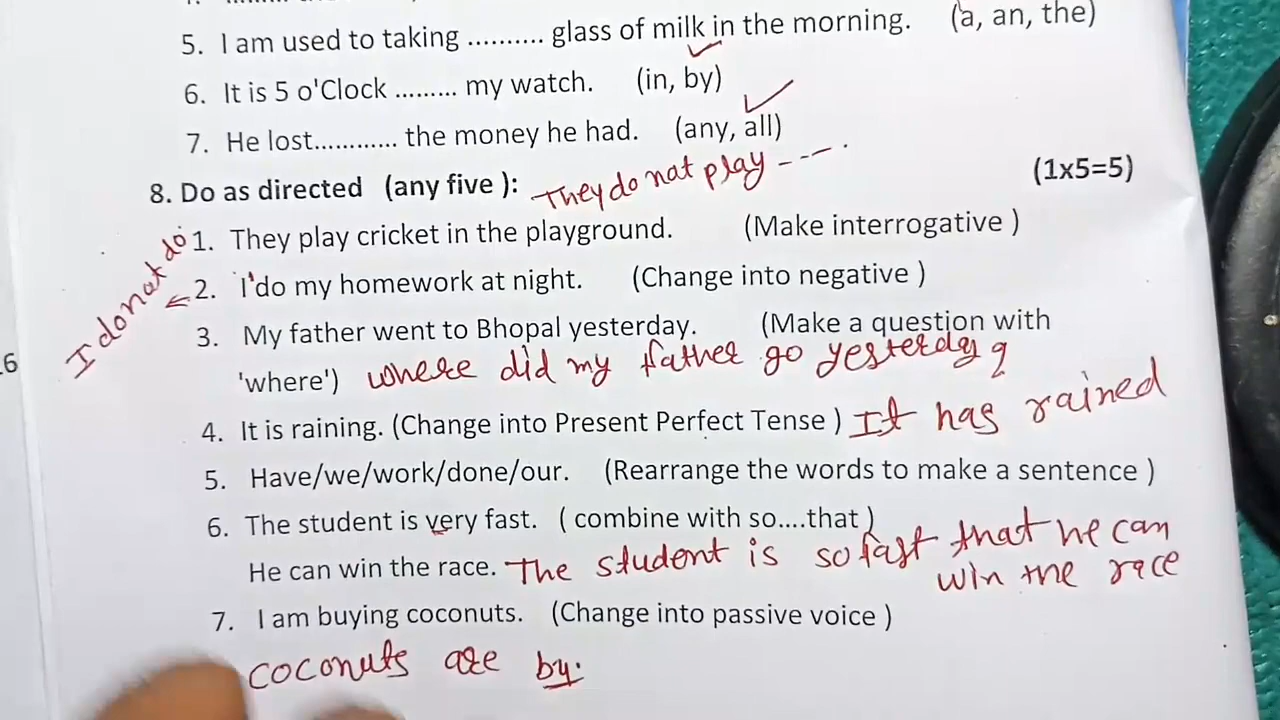 5. I am used to taking .......... glass of milk in the morning. (a, an, the)
6. It is 5 o'Clock ......... my watch. (in, by)
7. He lost............ the money he had. (any, all)
8. Do as directed (any five ): They do not play ---. (1x5=5)
1. They play cricket in the playground. (Make interrogative )
I do not do
2. I do my homework at night. (Change into negative )
3. My father went to Bhopal yesterday. (Make a question with
'where') where did my father go yesterday ?
4. It is raining. (Change into Present Perfect Tense ) It has rained
5. Have/we/work/done/our. (Rearrange the words to make a sentence )
6. The student is very fast. ( combine with so....that )
He can win the race. The student is so fast that he can
win the race
7. I am buying coconuts. (Change into passive voice )
coconuts are by.
6